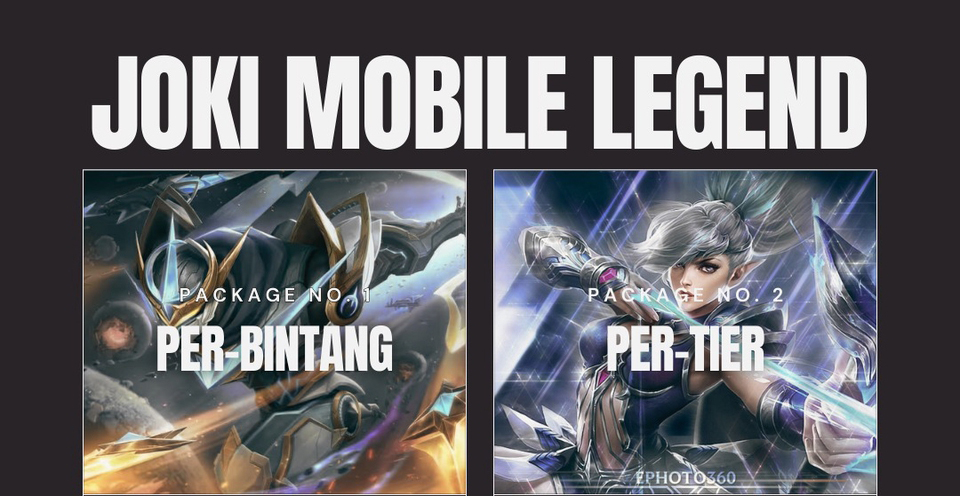 JOKI MOBILE LEGEND
PACKAGE NO. 1
PER-BINTANG
PACKAGE NO. 2
PER-TIER
EPHOTO360